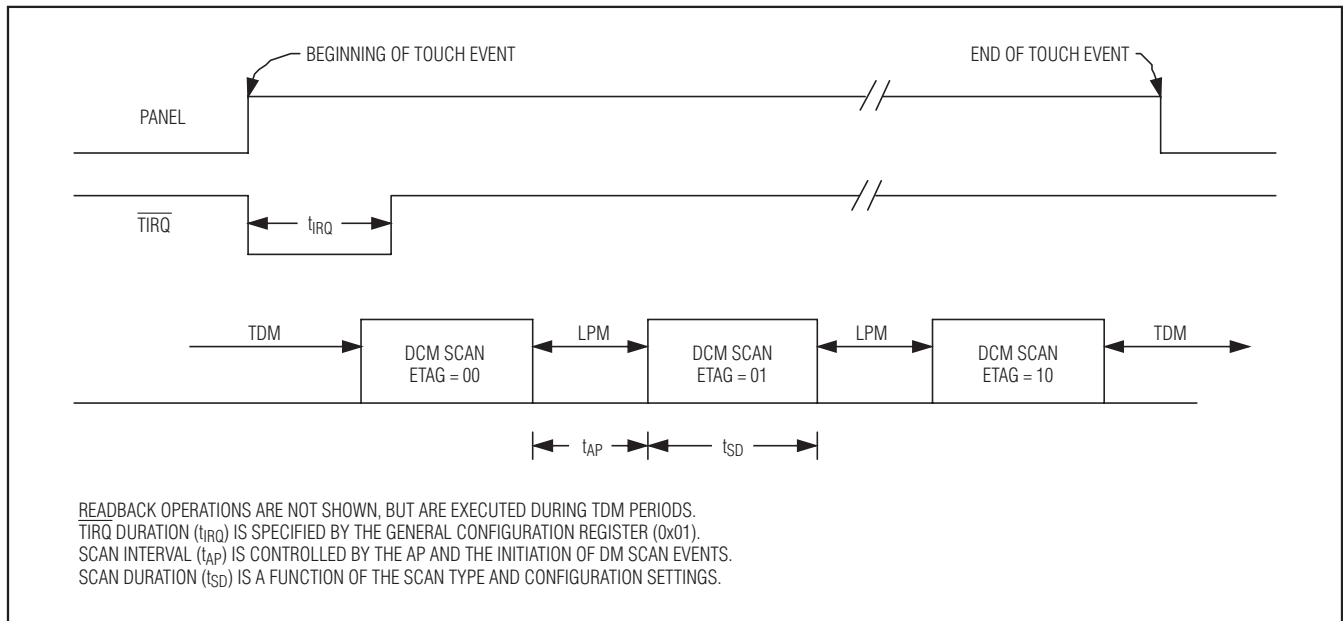 BEGINNING OF TOUCH EVENT
END OF TOUCH EVENT
PANEL
TIRQ
tIRQ
TDM
LPM
LPM
TDM
DCM SCAN
ETAG = 00
DCM SCAN
ETAG = 01
DCM SCAN
ETAG = 10
tAP
tSD
READBACK OPERATIONS ARE NOT SHOWN, BUT ARE EXECUTED DURING TDM PERIODS.
TIRQ DURATION (tIRQ) IS SPECIFIED BY THE GENERAL CONFIGURATION REGISTER (0x01).
SCAN INTERVAL (tAP) IS CONTROLLED BY THE AP AND THE INITIATION OF DM SCAN EVENTS.
SCAN DURATION (tSD) IS A FUNCTION OF THE SCAN TYPE AND CONFIGURATION SETTINGS.